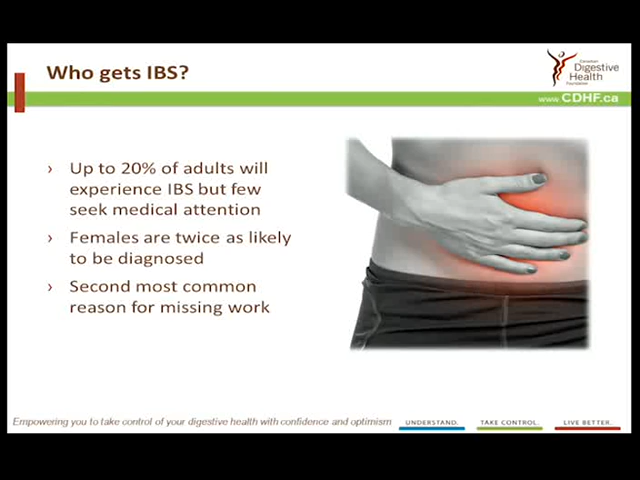 Who gets IBS?
Canadian
Digestive
Health
Foundation
www.CDHF.ca
› Up to 20% of adults will
experience IBS but few
seek medical attention
› Females are twice as likely
to be diagnosed
› Second most common
reason for missing work
Empowering you to take control of your digestive health with confidence and optimism
UNDERSTAND. TAKE CONTROL. LIVE BETTER.